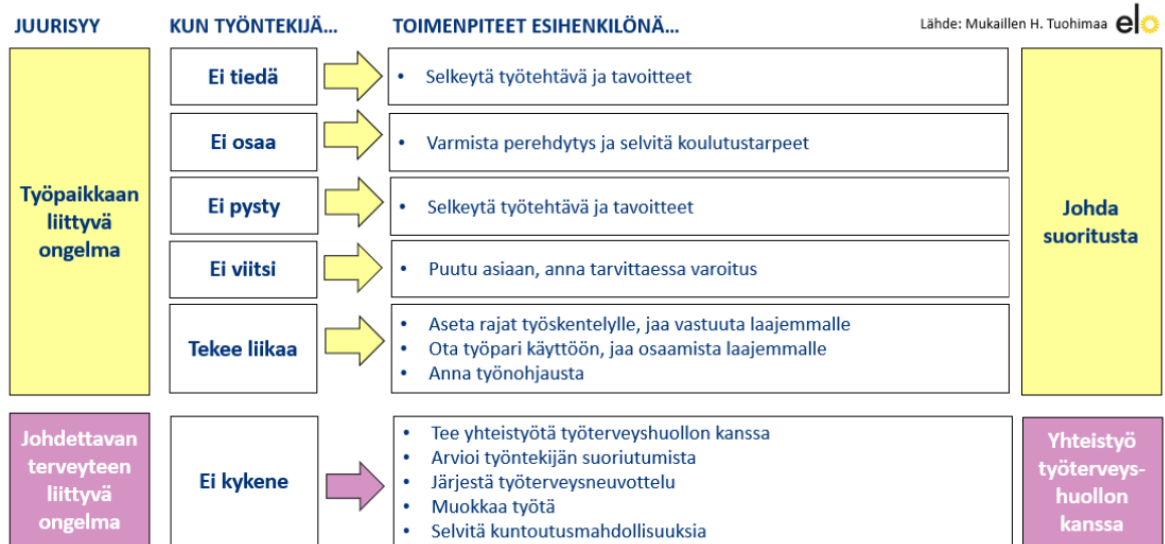 JUURISYY
KUN TYÖNTEKIJÄ...
TOIMENPITEET ESIHENKILÖNÄ...
Lähde: Mukaillen H. Tuohimaa
elo
Työpaikkaan
liittyvä
ongelma
Ei tiedä
• Selkeytä työtehtävä ja tavoitteet
Ei osaa
• Varmista perehdytys ja selvitä koulutustarpeet
Ei pysty
• Selkeytä työtehtävä ja tavoitteet
Ei viitsi
• Puutu asiaan, anna tarvittaessa varoitus
Tekee liikaa
• Aseta rajat työskentelylle, jaa vastuuta laajemmalle
• Ota työpari käyttöön, jaa osaamista laajemmalle
• Anna työnohjausta
Johda
suoritusta
Johdettavan
terveyteen
liittyvä
ongelma
Ei kykene
• Tee yhteistyötä työterveyshuollon kanssa
• Arvioi työntekijän suoriutumista
• Järjestä työterveysneuvottelu
• Muokkaa työtä
• Selvitä kuntoutusmahdollisuuksia
Yhteistyö
työterveys-
huollon
kanssa